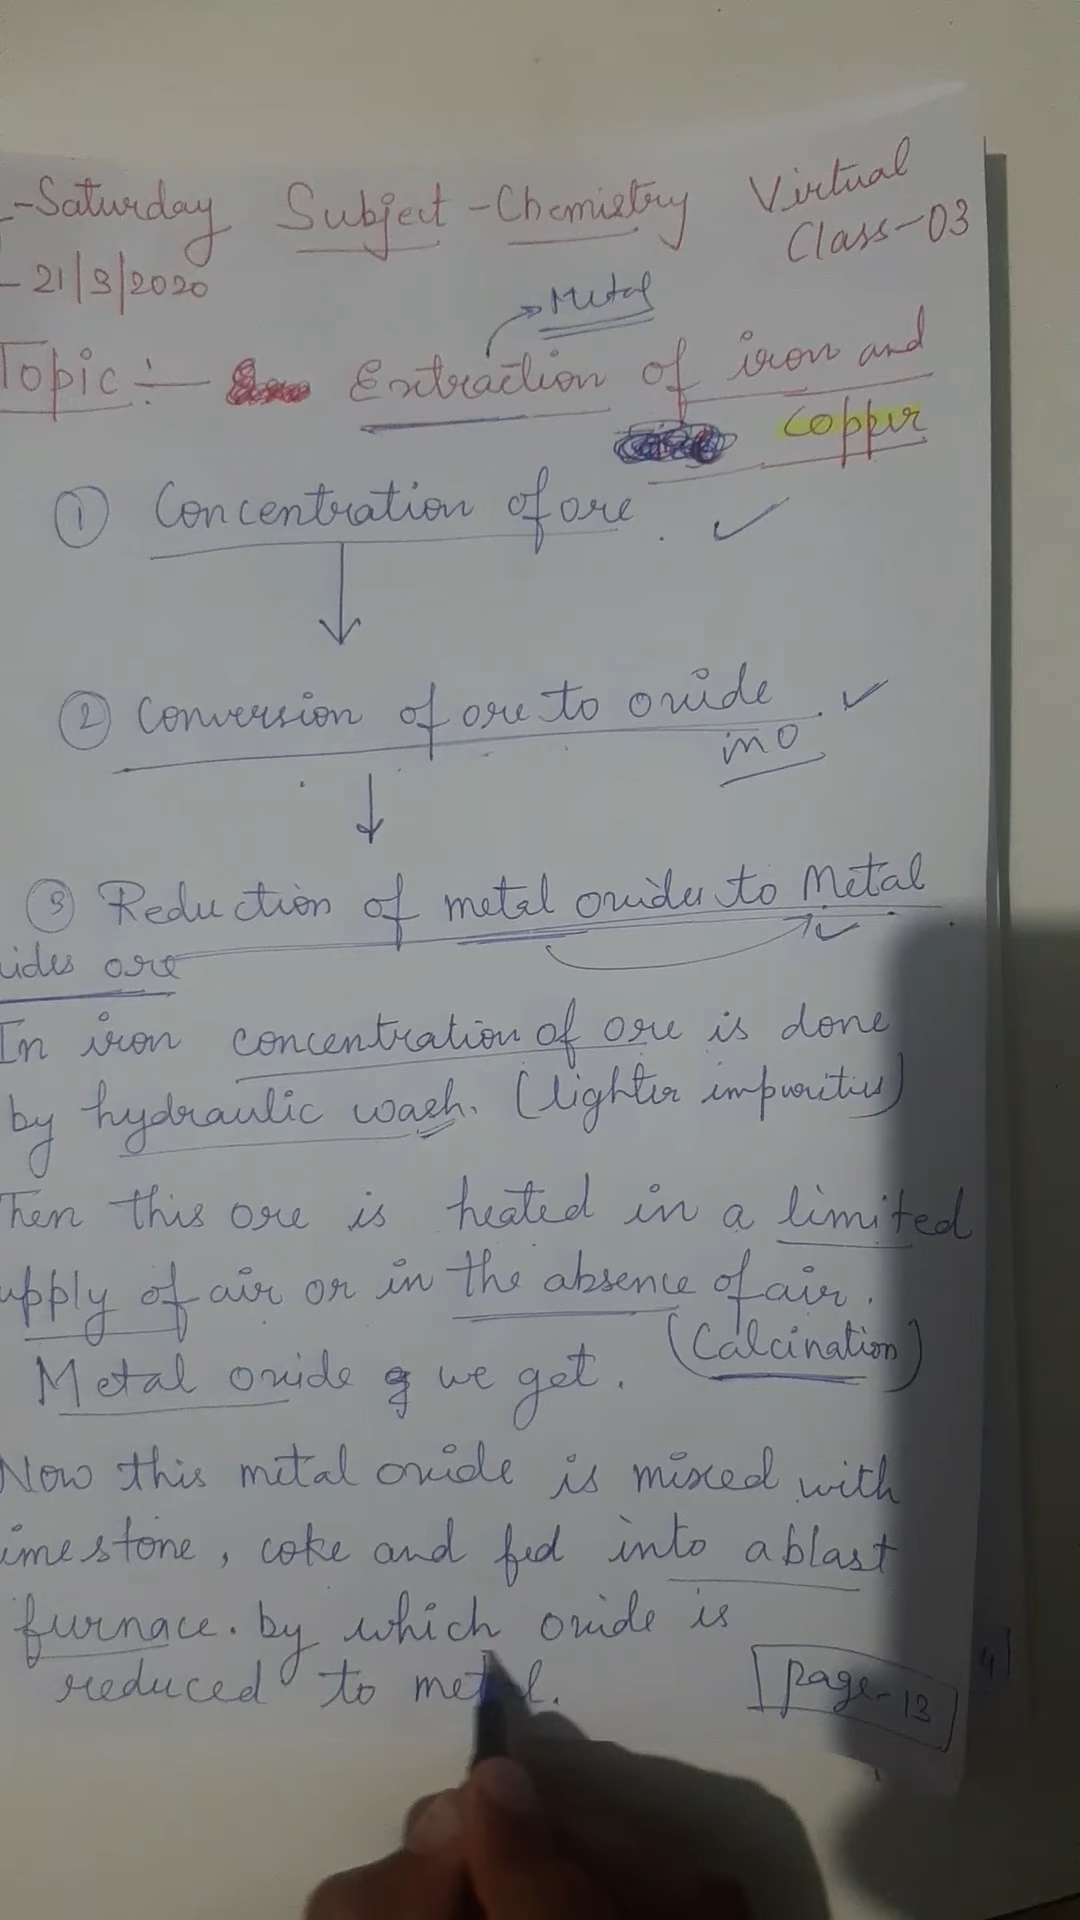 -Saturday Subject-Chemistry Virtual
Class-03
- 21/3/2020
Metal
Topic:- Extraction of iron and
copper
① Concentration of ore.
② Conversion of ore to oxide.
mO
③ Reduction of metal oxides to Metal
ides ore
In iron concentration of ore is done
by hydraulic wash. (lighter impurities)
Then this ore is heated in a limited
upply of air or in the absence of air.
(Calcination)
Metal oxide we get.
Now this metal oxide is mixed with
imestone, coke and fed into a blast
furnace. by which oxide is
reduced to metal.
page-13